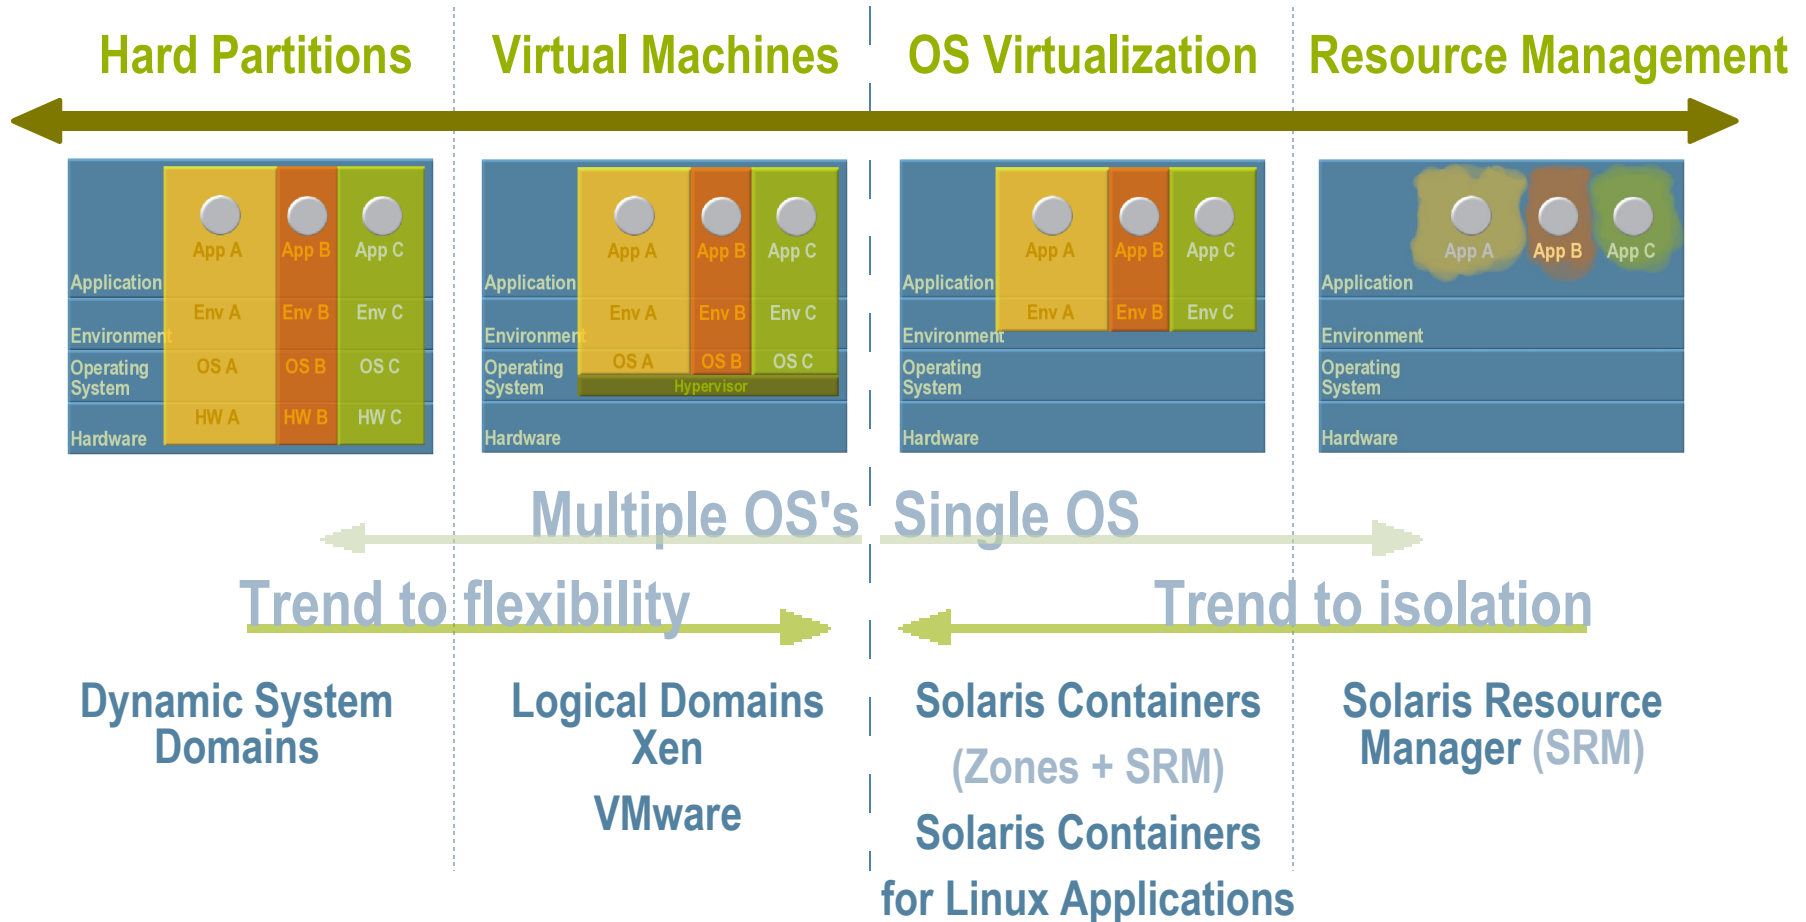 Hard Partitions
Virtual Machines
OS Virtualization
Resource Management
App A
App B
App C
Application
Env A
Env B
Env C
Environment
OS A
OS B
OS C
Operating
System
HW A
HW B
HW C
Hardware
App A
App B
App C
Application
Env A
Env B
Env C
Environment
OS A
OS B
OS C
Operating
System
Hypervisor
Hardware
App A
App B
App C
Application
Env A
Env B
Env C
Environment
Operating
System
Hardware
App A
App B
App C
Application
Environment
Operating
System
Hardware
Multiple OS's
Single OS
Trend to flexibility
Trend to isolation
Dynamic System
Domains
Logical Domains
Xen
VMware
Solaris Containers
(Zones + SRM)
Solaris Containers
for Linux Applications
Solaris Resource
Manager (SRM)